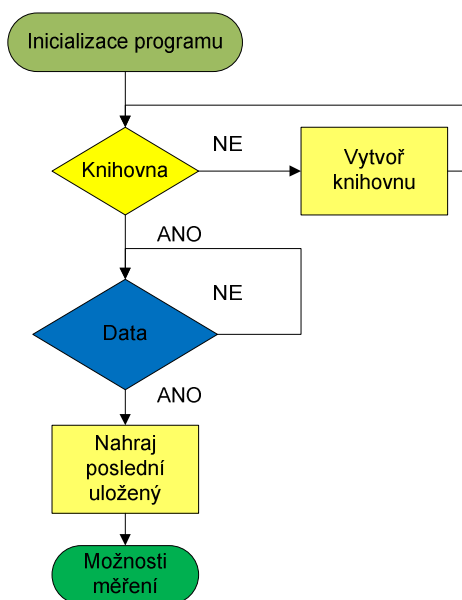 Inicializace programu
Knihovna
NE
Vytvoř
knihovnu
ANO
NE
Data
ANO
Nahraj
poslední
uložený
Možnosti
měření